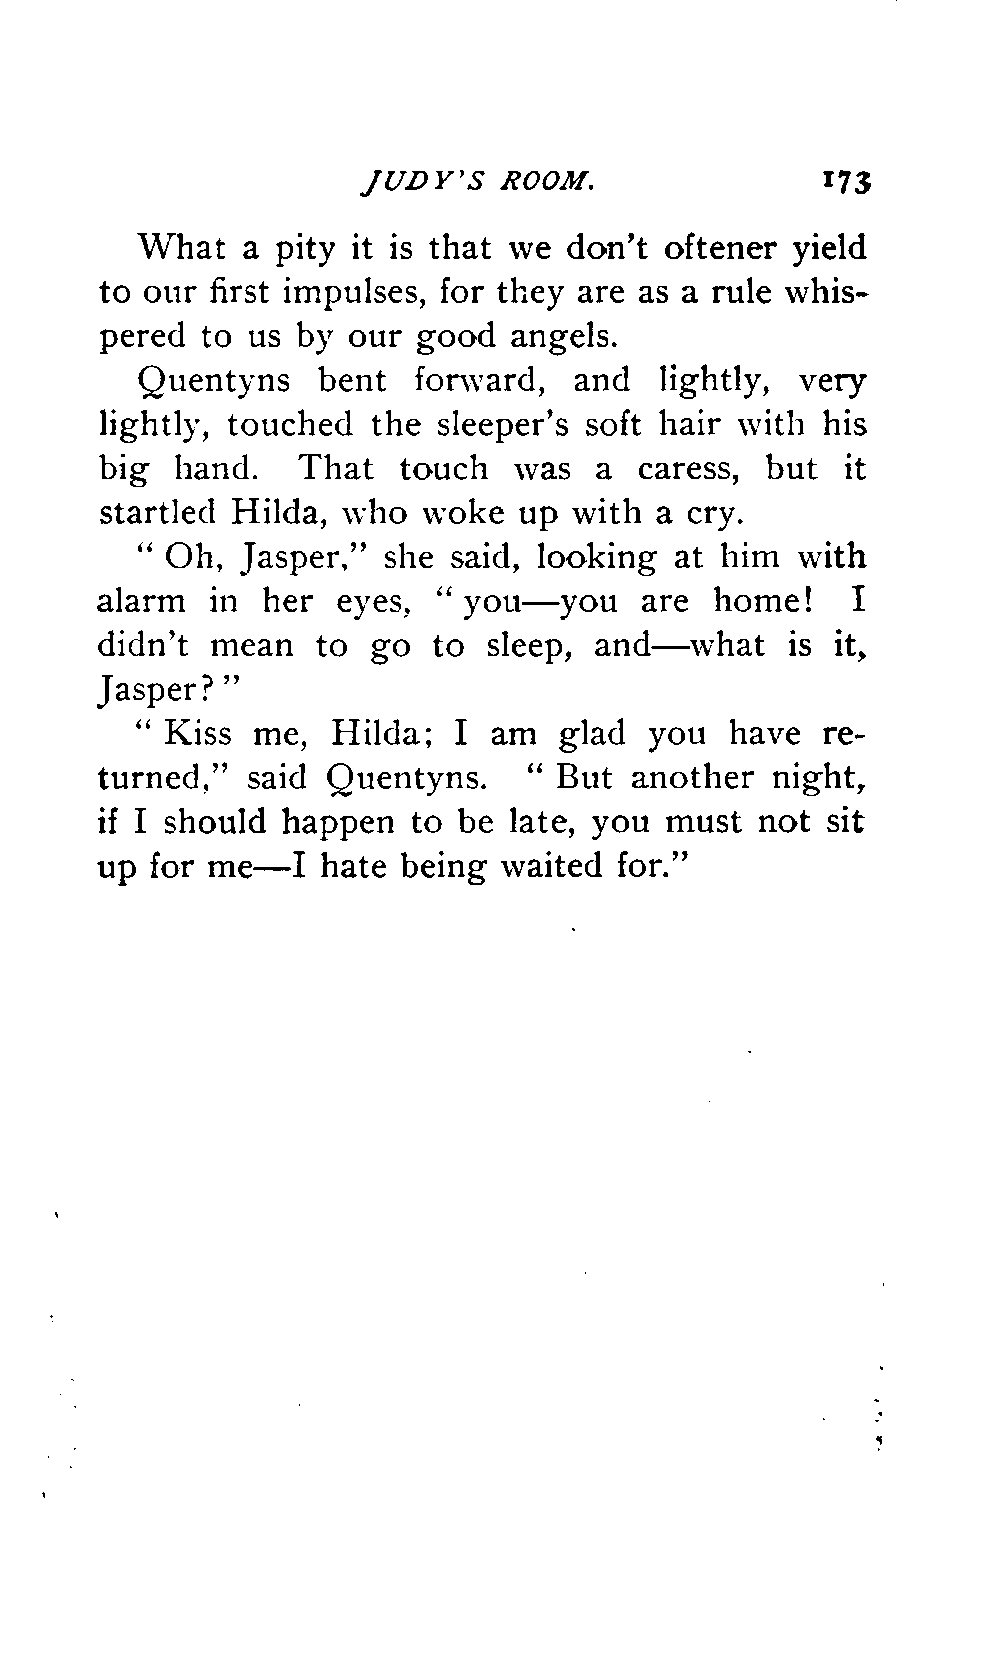 JUDY'S ROOM. 173
What a pity it is that we don't oftener yield
to our first impulses, for they are as a rule whis-
pered to us by our good angels.
Quentyns bent forward, and lightly, very
lightly, touched the sleeper's soft hair with his
big hand. That touch was a caress, but it
startled Hilda, who woke up with a cry.
" Oh, Jasper," she said, looking at him with
alarm in her eyes, " you—you are home! I
didn't mean to go to sleep, and—what is it,
Jasper? "
" Kiss me, Hilda; I am glad you have re-
turned," said Quentyns. " But another night,
if I should happen to be late, you must not sit
up for me—I hate being waited for."